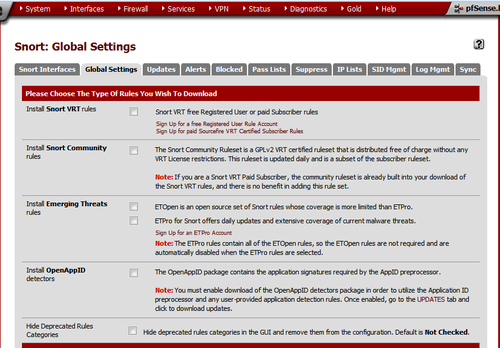 System Interfaces Firewall Services VPN Status Diagnostics Gold Help pfSense.
Snort: Global Settings
Snort Interfaces Global Settings Updates Alerts Blocked Pass Lists Suppress IP Lists SID Mgmt Log Mgmt Sync
Please Choose The Type Of Rules You Wish To Download
Install Snort VRT rules
Snort VRT free Registered User or paid Subscriber rules
Sign Up for a free Registered User Rule Account
Sign Up for paid Sourcefire VRT Certified Subscriber Rules
Install Snort Community
rules
The Snort Community Ruleset is a GPLv2 VRT certified ruleset that is distributed free of charge without any
VRT License restrictions. This ruleset is updated daily and is a subset of the subscriber ruleset.
Note: If you are a Snort VRT Paid Subscriber, the community ruleset is already built into your download of
the Snort VRT rules, and there is no benefit in adding this rule set.
Install Emerging Threats
rules
ETOpen is an open source set of Snort rules whose coverage is more limited than ETPro.
ETPro for Snort offers daily updates and extensive coverage of current malware threats.
Sign Up for an ETPro Account
Note: The ETPro rules contain all of the ETOpen rules, so the ETOpen rules are not required and are
automatically disabled when the ETPro rules are selected.
Install OpenAppID
detectors
The OpenAppID package contains the application signatures required by the AppID preprocessor.
Note: You must enable download of the OpenAppID detectors package in order to utilize the Application ID
preprocessor and any user-provided application detection rules. Once enabled, go to the UPDATES tab and
click to download updates.
Hide Deprecated Rules
Categories
Hide deprecated rules categories in the GUI and remove them from the configuration. Default is Not Checked.